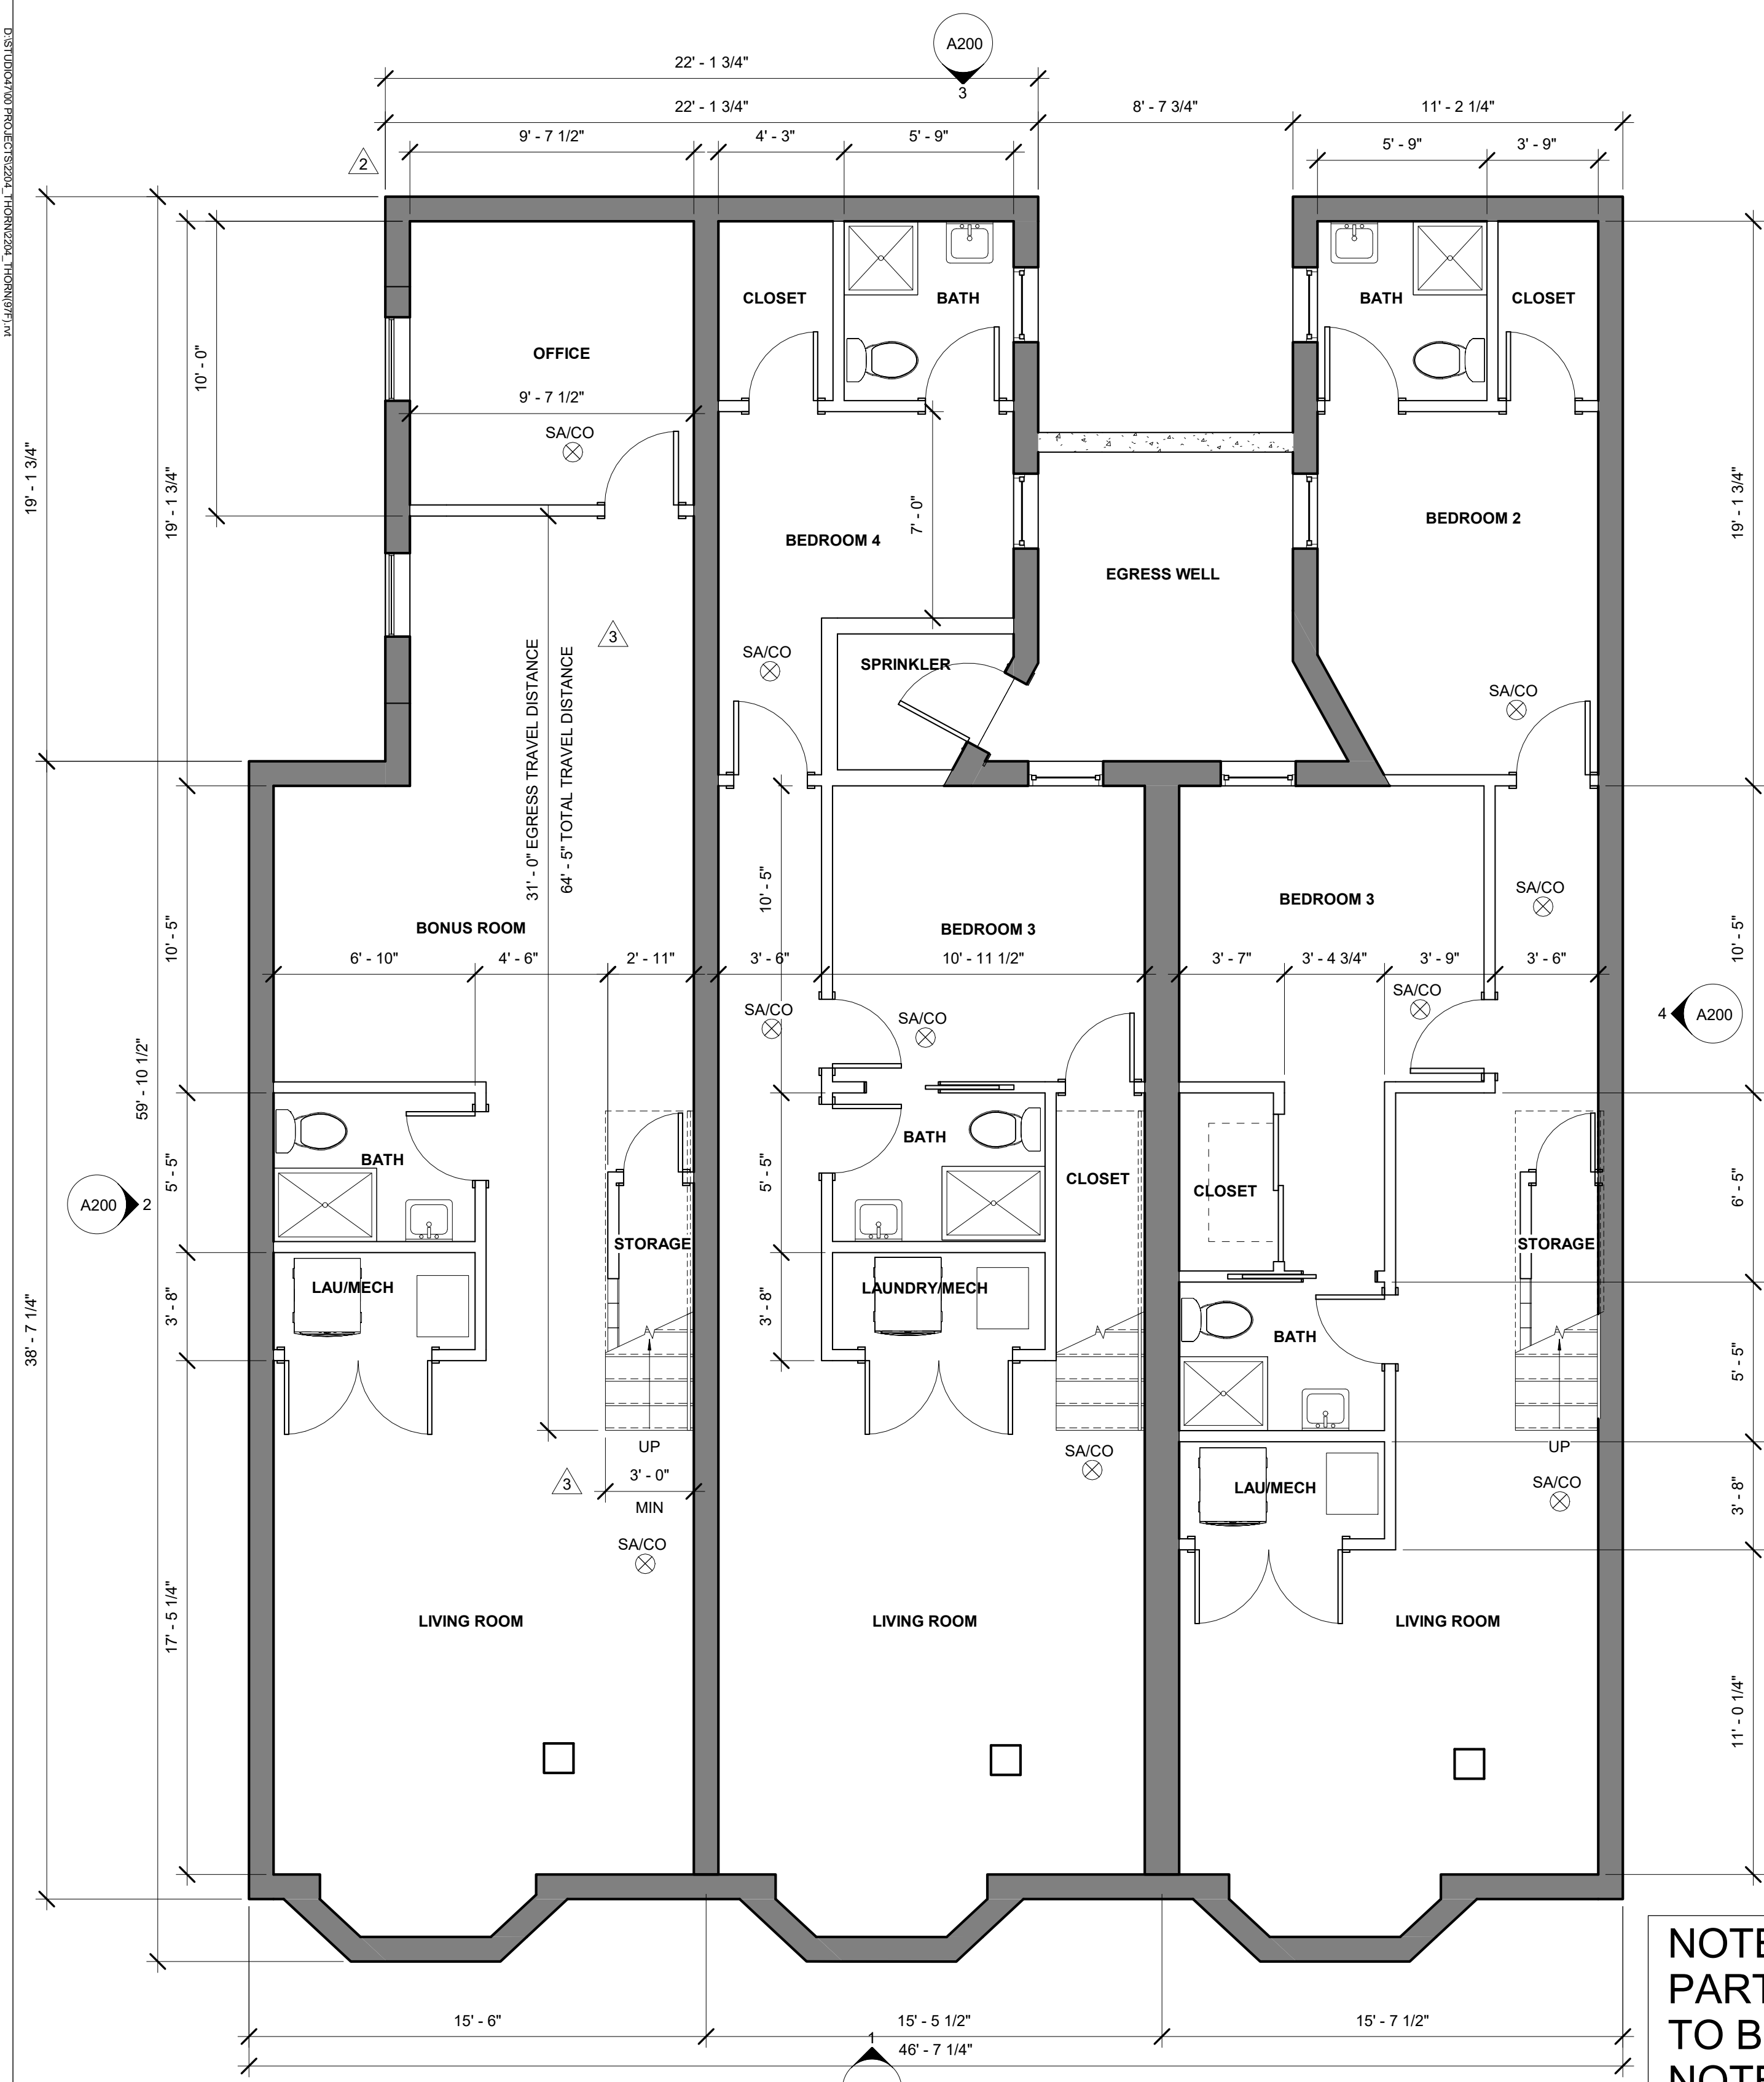 D:\STUDIO47\00 PROJECTS\2204_THORN\2204_THORN(97F).rvt
A200
3
22' - 1 3/4"
22' - 1 3/4"
8' - 7 3/4"
11' - 2 1/4"
9' - 7 1/2"
4' - 3"
5' - 9"
5' - 9"
3' - 9"
2
CLOSET
BATH
BATH
CLOSET
OFFICE
10' - 0"
9' - 7 1/2"
SA/CO
19' - 1 3/4"
19' - 1 3/4"
19' - 1 3/4"
7' - 0"
BEDROOM 4
BEDROOM 2
EGRESS WELL
3
SA/CO
SPRINKLER
SA/CO
31' - 0" EGRESS TRAVEL DISTANCE
64' - 5" TOTAL TRAVEL DISTANCE
BONUS ROOM
10' - 5"
10' - 5"
BEDROOM 3
BEDROOM 3
SA/CO
10' - 5"
6' - 10"
4' - 6"
2' - 11"
3' - 6"
10' - 11 1/2"
3' - 7"
3' - 4 3/4"
3' - 9"
3' - 6"
SA/CO
SA/CO
SA/CO
4
A200
59' - 10 1/2"
BATH
5' - 5"
BATH
5' - 5"
CLOSET
CLOSET
6' - 5"
A200
2
STORAGE
STORAGE
LAU/MECH
LAUNDRY/MECH
3' - 8"
3' - 8"
38' - 7 1/4"
BATH
5' - 5"
UP
UP
SA/CO
3
3' - 0"
MIN
LAU/MECH
SA/CO
3' - 8"
SA/CO
17' - 5 1/4"
LIVING ROOM
LIVING ROOM
LIVING ROOM
11' - 0 1/4"
NOTE
PART
TO B
NOTE
15' - 6"
15' - 5 1/2"
15' - 7 1/2"
1
46' - 7 1/4"